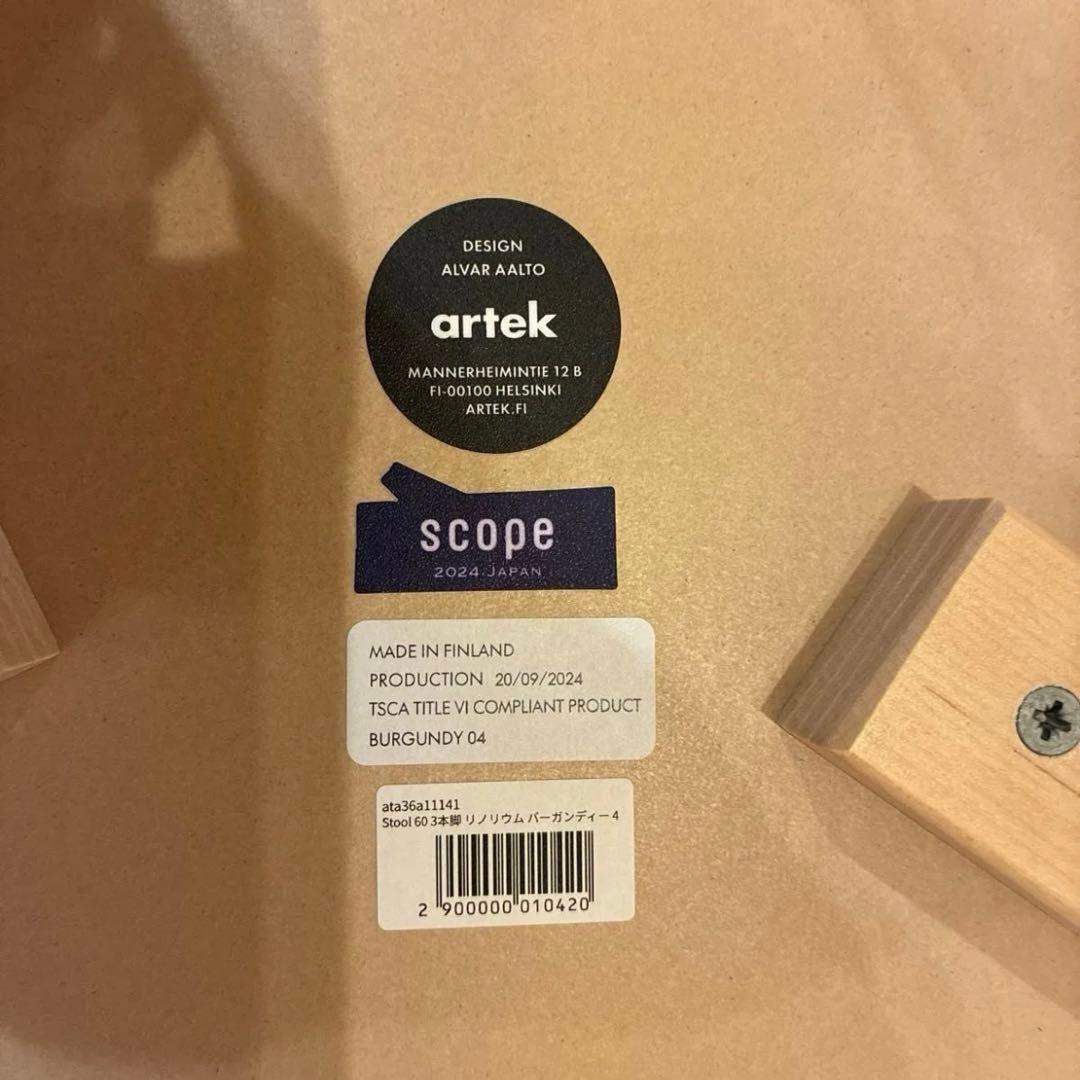 DESIGN
ALVAR AALTO
artek
MANNERHEIMINTIE 12 B
FI-00100 HELSINKI
ARTEK.FI
scope
2024 JAPAN
MADE IN FINLAND
PRODUCTION 20/09/2024
TSCA TITLE VI COMPLIANT PRODUCT
BURGUNDY 04
ata36a11141
Stool 60 3本脚 リノリウム バーガンディー 4
2 900000 010420